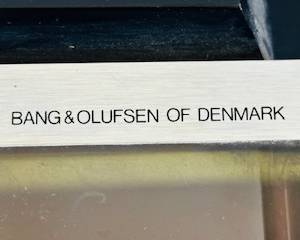 BANG & OLUFSEN OF DENMARK